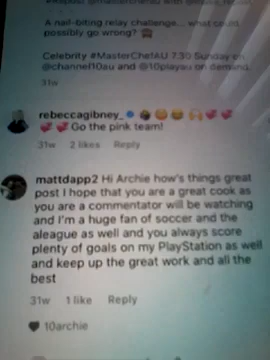 A nail-biting relay challenge... what could
possibly go wrong?
Celebrity #MasterChefAU 7.30 Sunday on
@channel10au and @10playau on demand.
31w
rebeccagibney_
Go the pink team!
31w 2 likes Reply
mattdapp2 Hi Archie how's things great
post I hope that you are a great cook as
you are a commentator will be watching
and I'm a huge fan of soccer and the
aleague as well and you always score
plenty of goals on my PlayStation as well
and keep up the great work and all the
best
31w 1 like Reply
10archie